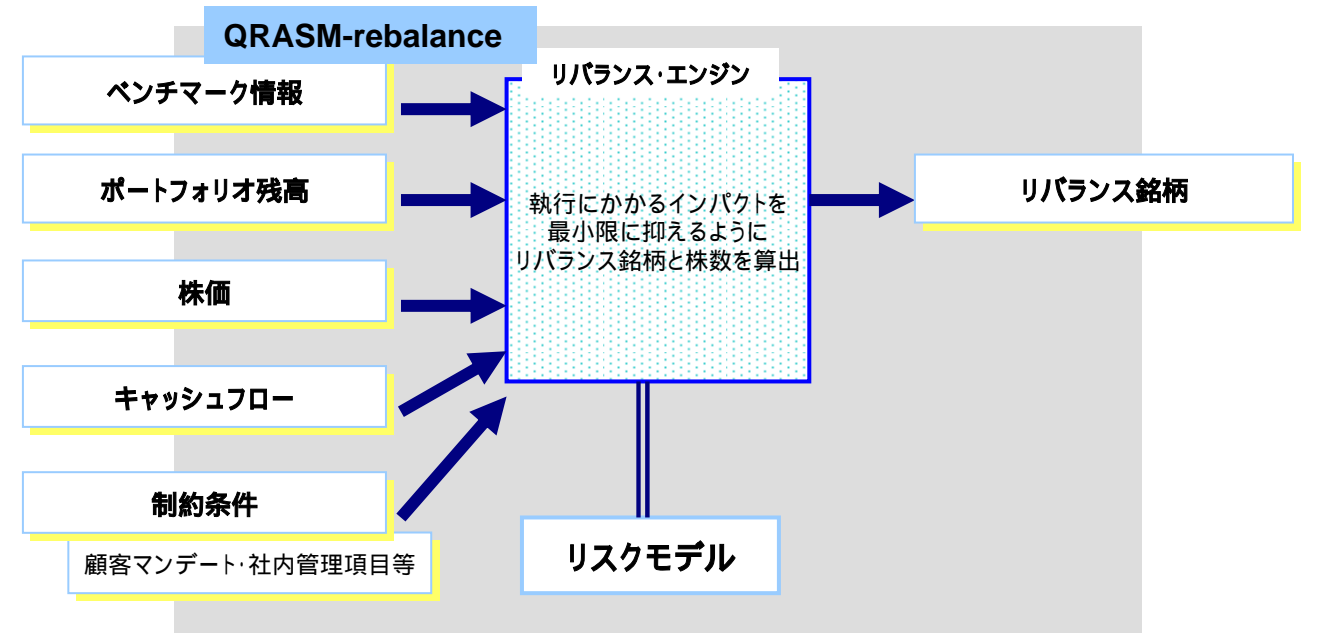 QRASM-rebalance
ベンチマーク情報
ポートフォリオ残高
株価
キャッシュフロー
制約条件
顧客マンデート・社内管理項目等
リバランス・エンジン
執行にかかるインパクトを
最小限に抑えるように
リバランス銘柄と株数を算出
リスクモデル
リバランス銘柄